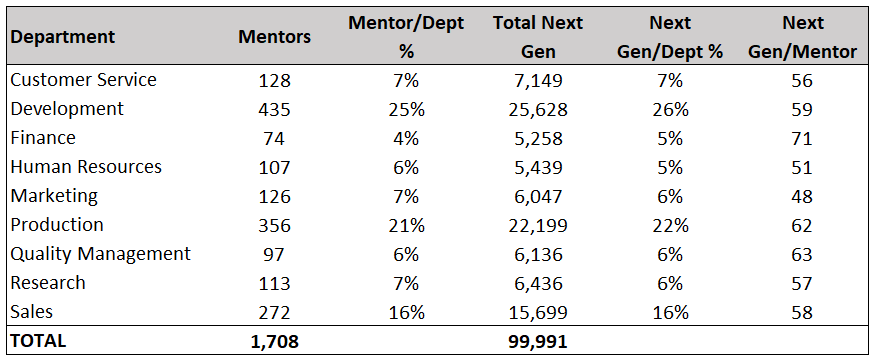 Department Mentors Mentor/Dept % Total Next Gen Next Gen/Dept % Next Gen/Mentor
Customer Service 128 7% 7,149 7% 56
Development 435 25% 25,628 26% 59
Finance 74 4% 5,258 5% 71
Human Resources 107 6% 5,439 5% 51
Marketing 126 7% 6,047 6% 48
Production 356 21% 22,199 22% 62
Quality Management 97 6% 6,136 6% 63
Research 113 7% 6,436 6% 57
Sales 272 16% 15,699 16% 58
TOTAL 1,708 99,991